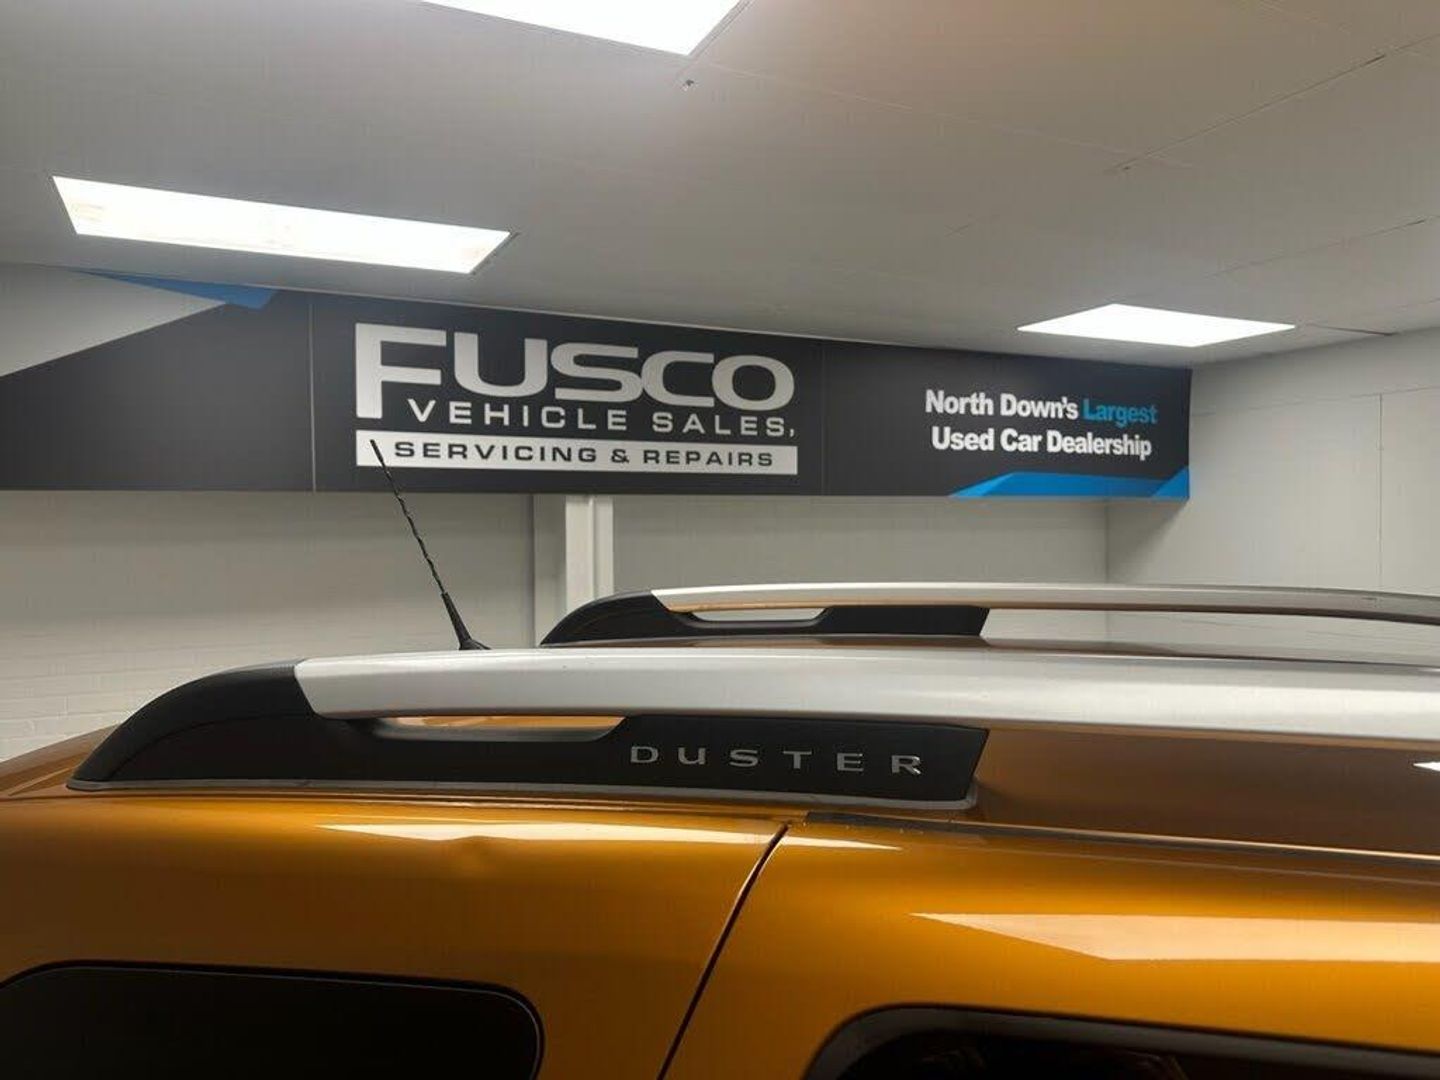 FUSCO
VEHICLE SALES,
SERVICING & REPAIRS
North Down's Largest
Used Car Dealership
DUSTER